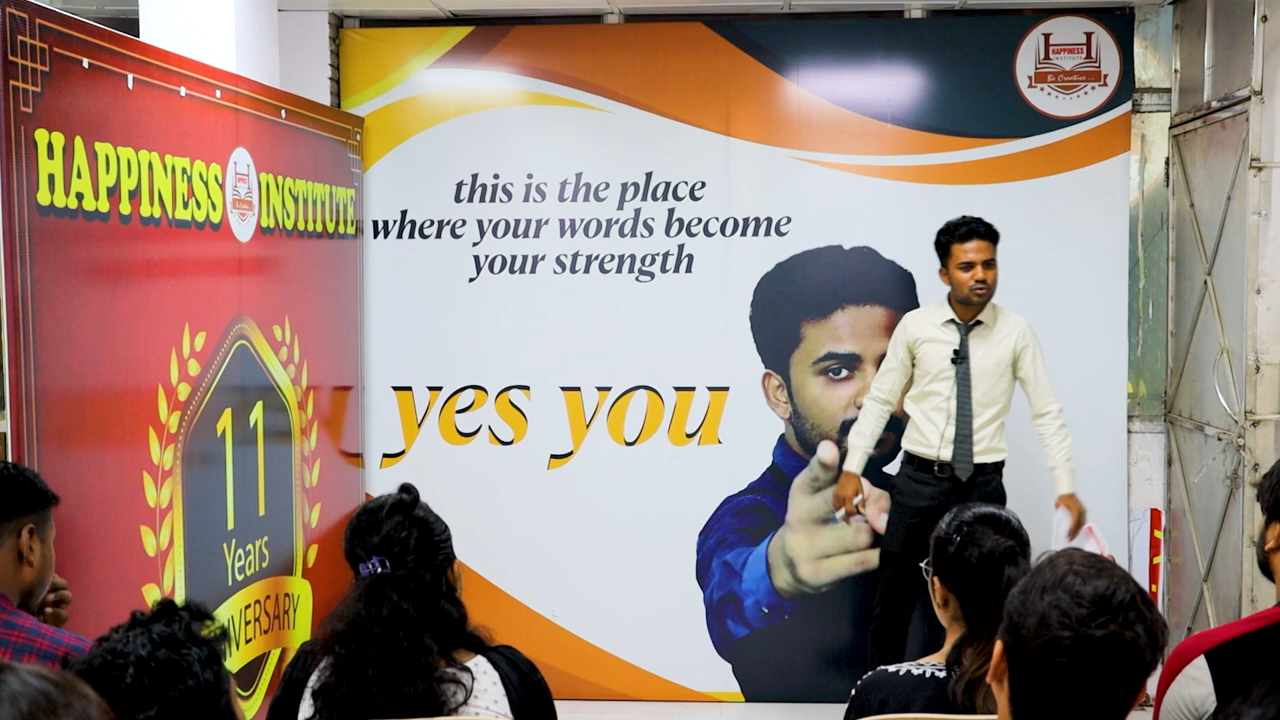 HAPPINESS INSTITUTE
11
Years
this is the place
where your words become
your strength
yes you
HAPPINESS
INSTITUTE
Be Creative...